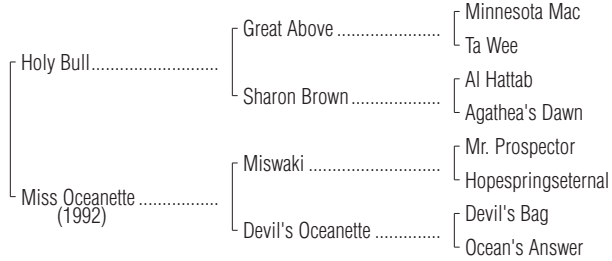 Minnesota Mac
Great Above ....................
Ta Wee
Holy Bull..........................
Al Hattab
Sharon Brown..................
Agathea's Dawn
Mr. Prospector
Miswaki ..........................
Hopespringseternal
Miss Oceanette ................
(1992)
Devil's Bag
Devil's Oceanette .............
Ocean's Answer